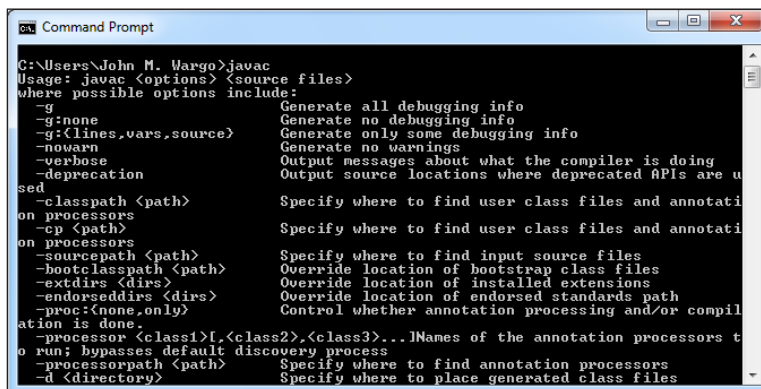 Command Prompt
C:\Users\John M. Wargo>javac
Usage: javac <options> <source files>
where possible options include:
  -g                         Generate all debugging info
  -g:none                    Generate no debugging info
  -g:{lines,vars,source}     Generate only some debugging info
  -nowarn                    Generate no warnings
  -verbose                   Output messages about what the compiler is doing
  -deprecation               Output source locations where deprecated APIs are u
sed
  -classpath <path>          Specify where to find user class files and annotati
on processors
  -cp <path>                 Specify where to find user class files and annotati
on processors
  -sourcepath <path>         Specify where to find input source files
  -bootclasspath <path>      Override location of bootstrap class files
  -extdirs <dirs>            Override location of installed extensions
  -endorseddirs <dirs>       Override location of endorsed standards path
  -proc:{none,only}          Control whether annotation processing and/or compil
ation is done.
  -processor <class1>[,<class2>,<class3>...]Names of the annotation processors t
o run; bypasses default discovery process
  -processorpath <path>      Specify where to find annotation processors
  -d <directory>             Specify where to place generated class files